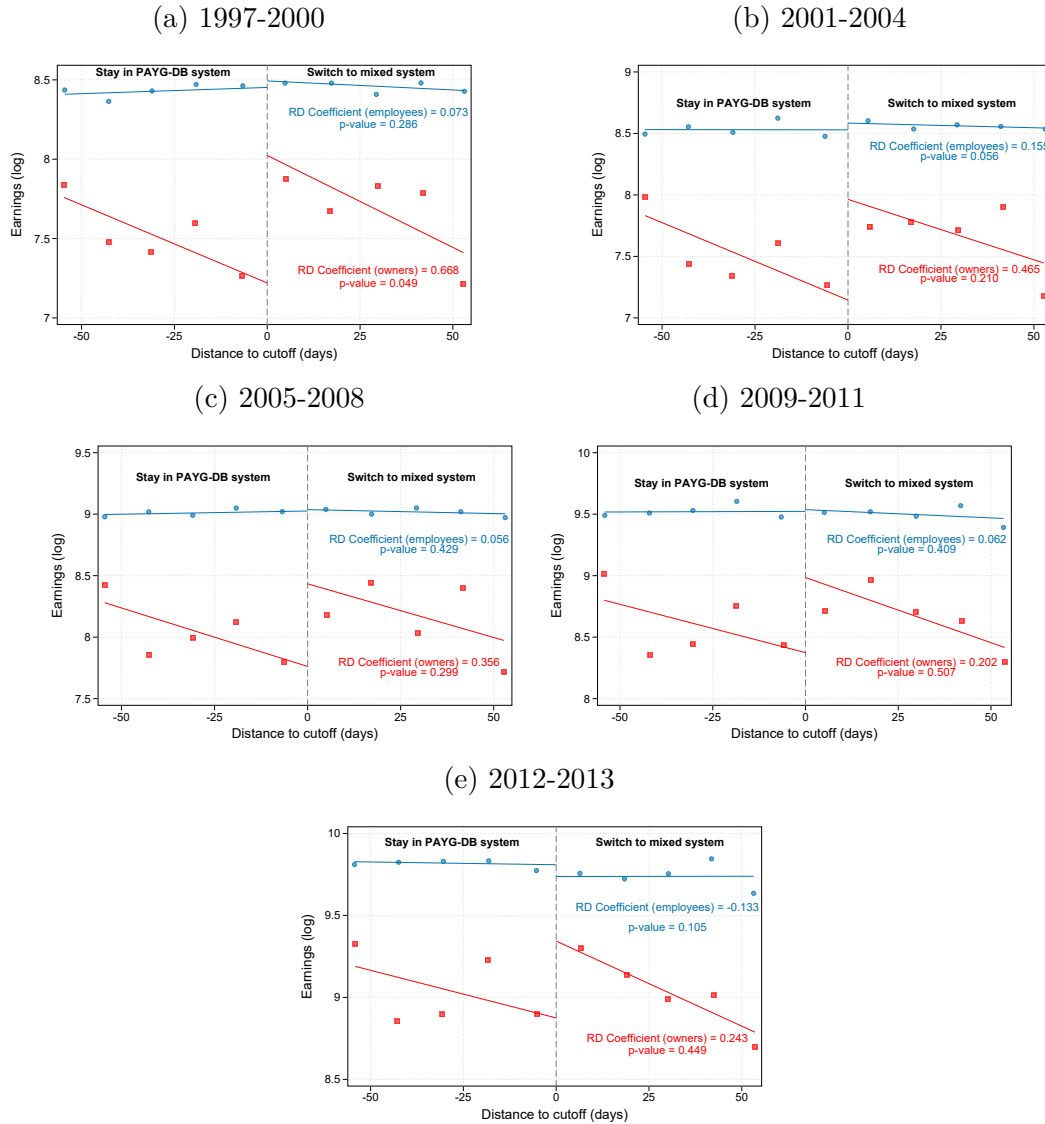 (a) 1997-2000
Stay in PAYG-DB system
Switch to mixed system
RD Coefficient (employees) = 0.073
p-value = 0.286
RD Coefficient (owners) = 0.668
p-value = 0.049
Earnings (log)
8.5
8
7.5
7
-50
-25
0
25
50
Distance to cutoff (days)
(b) 2001-2004
Stay in PAYG-DB system
Switch to mixed system
RD Coefficient (employees) = 0.155
p-value = 0.056
RD Coefficient (owners) = 0.465
p-value = 0.210
Earnings (log)
9
8.5
8
7.5
7
-50
-25
0
25
50
Distance to cutoff (days)
(c) 2005-2008
Stay in PAYG-DB system
Switch to mixed system
RD Coefficient (employees) = 0.056
p-value = 0.429
RD Coefficient (owners) = 0.356
p-value = 0.299
Earnings (log)
9.5
9
8.5
8
7.5
-50
-25
0
25
50
Distance to cutoff (days)
(d) 2009-2011
Stay in PAYG-DB system
Switch to mixed system
RD Coefficient (employees) = 0.062
p-value = 0.409
RD Coefficient (owners) = 0.202
p-value = 0.507
Earnings (log)
10
9.5
9
8.5
8
-50
-25
0
25
50
Distance to cutoff (days)
(e) 2012-2013
Stay in PAYG-DB system
Switch to mixed system
RD Coefficient (employees) = -0.133
p-value = 0.105
RD Coefficient (owners) = 0.243
p-value = 0.449
Earnings (log)
10
9.5
9
8.5
-50
-25
0
25
50
Distance to cutoff (days)